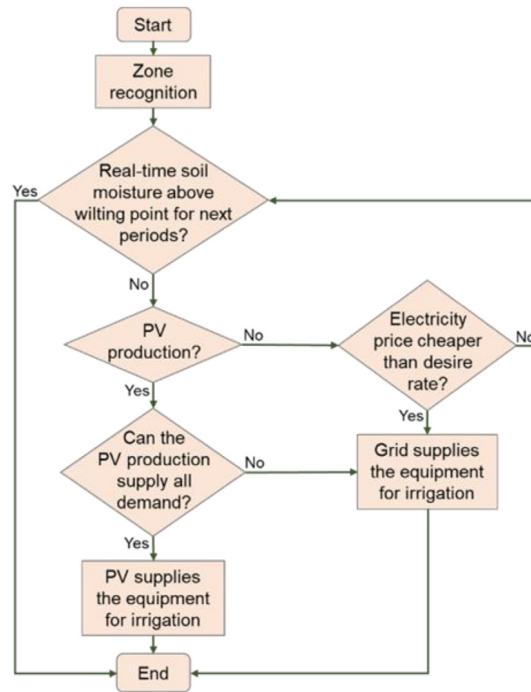 Start
Zone
recognition
Real-time soil
moisture above
wilting point for next
periods?
Yes
No
PV
production?
No
Electricity
price cheaper
than desire
rate?
No
Yes
Yes
Can the
PV production
supply all
demand?
No
Grid supplies
the equipment
for irrigation
Yes
PV supplies
the equipment
for irrigation
End